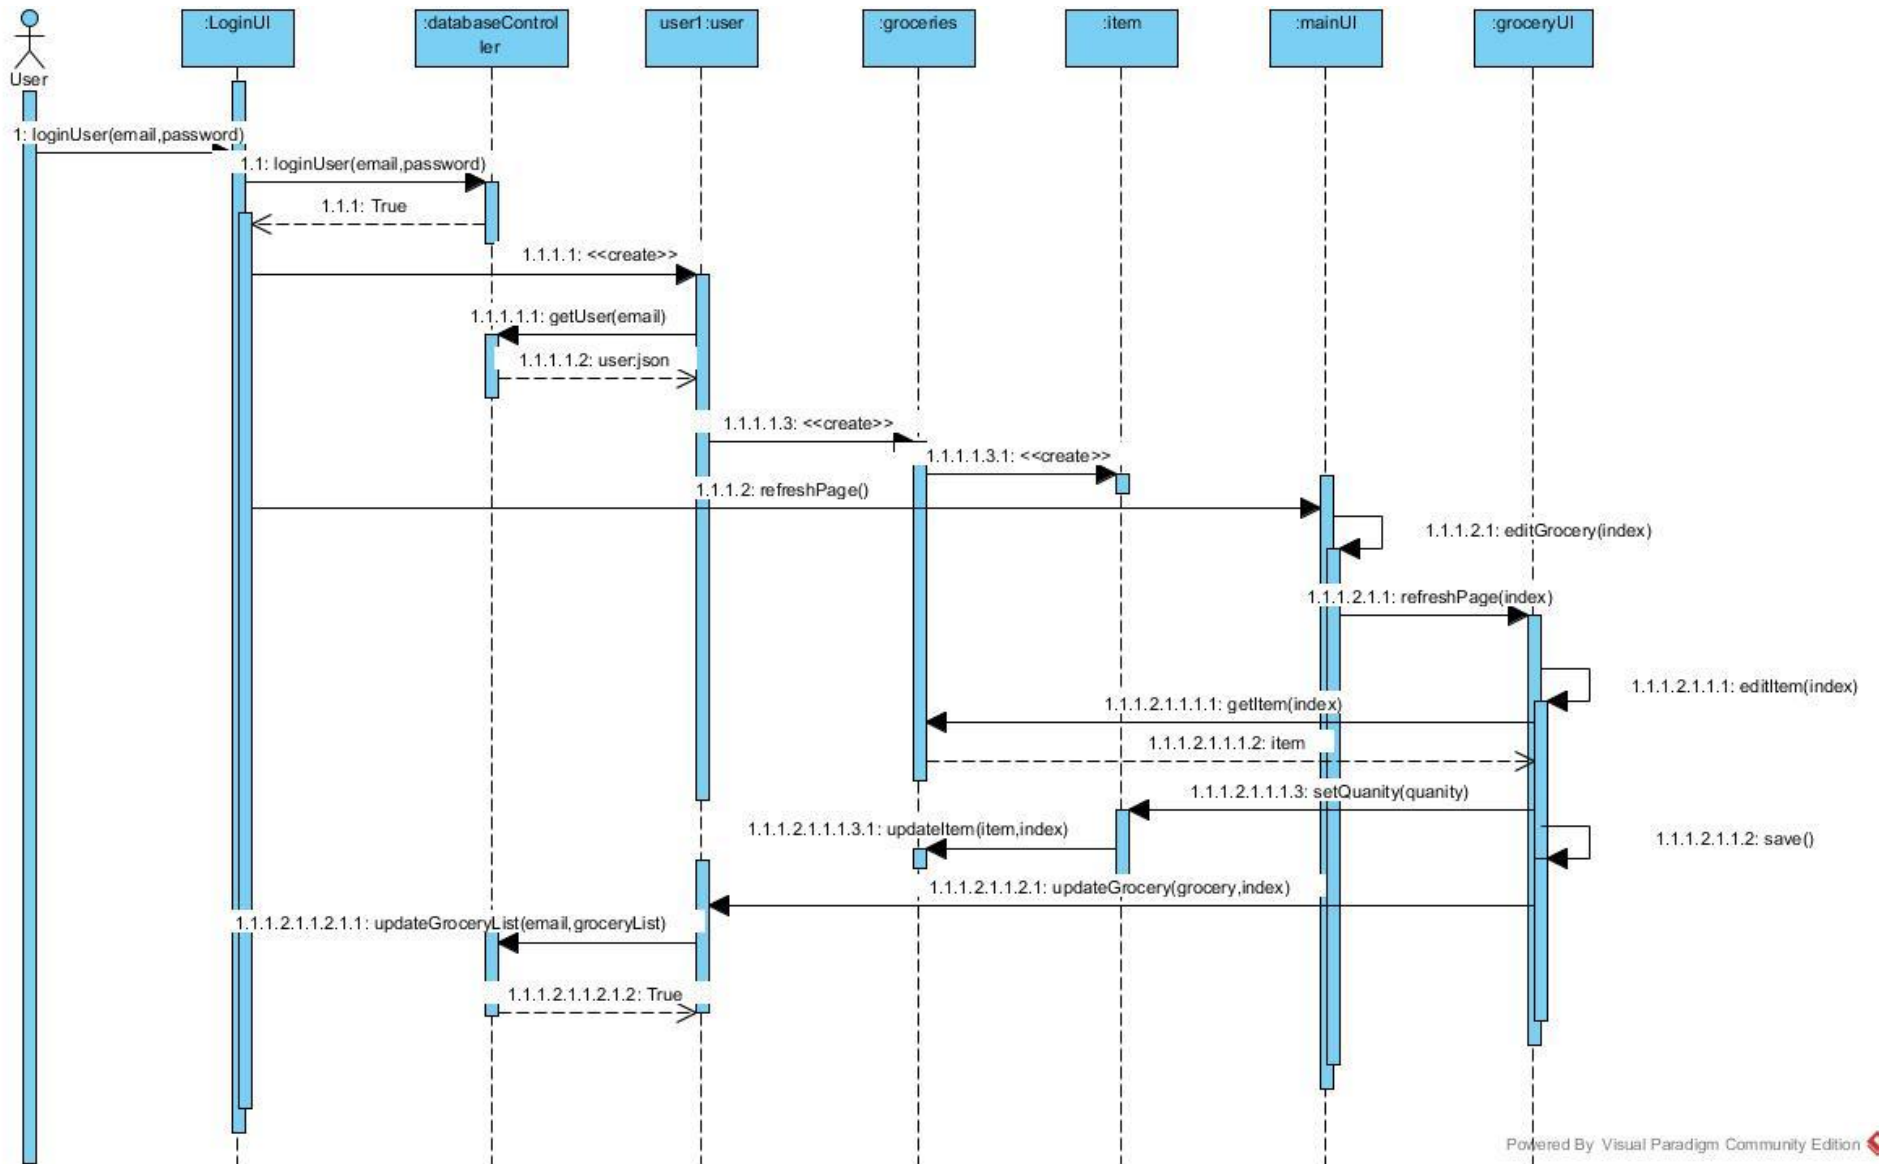 :LoginUI
:databaseControl
ler
user1:user
:groceries
:item
:mainUI
:groceryUI
User
1: loginUser(email,password)
1.1: loginUser(email,password)
1.1.1: True
1.1.1.1: <<create>>
1.1.1.1.1: getUser(email)
1.1.1.1.2: user:json
1.1.1.1.3: <<create>>
1.1.1.1.3.1: <<create>>
1.1.1.2: refreshPage()
1.1.1.2.1: editGrocery(index)
1.1.1.2.1.1: refreshPage(index)
1.1.1.2.1.1.1: editItem(index)
1.1.1.2.1.1.1.1: getItem(index)
1.1.1.2.1.1.1.2: item
1.1.1.2.1.1.1.3: setQuanity(quanity)
1.1.1.2.1.1.1.3.1: updateItem(item,index)
1.1.1.2.1.1.2: save()
1.1.1.2.1.1.2.1: updateGrocery(grocery,index)
1.1.1.2.1.1.2.1.1: updateGroceryList(email,groceryList)
1.1.1.2.1.1.2.1.2: True
Powered By Visual Paradigm Community Edition